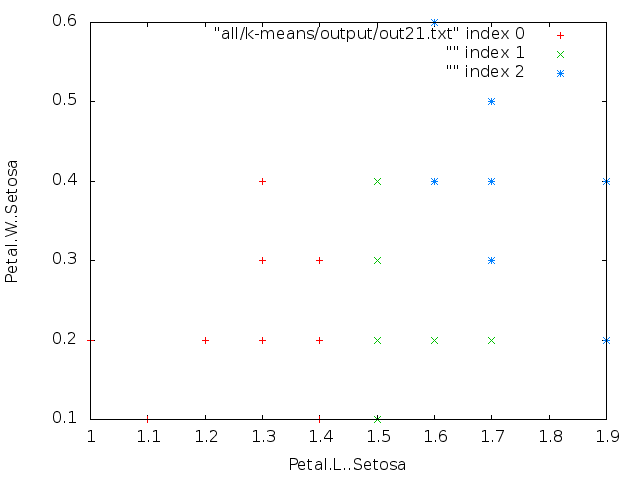 "all/k-means/output/out21.txt" index 0
"" index 1
"" index 2
0.6
0.5
0.4
0.3
0.2
0.1
Petal.W..Setosa
1 1.1 1.2 1.3 1.4 1.5 1.6 1.7 1.8 1.9
Petal.L..Setosa